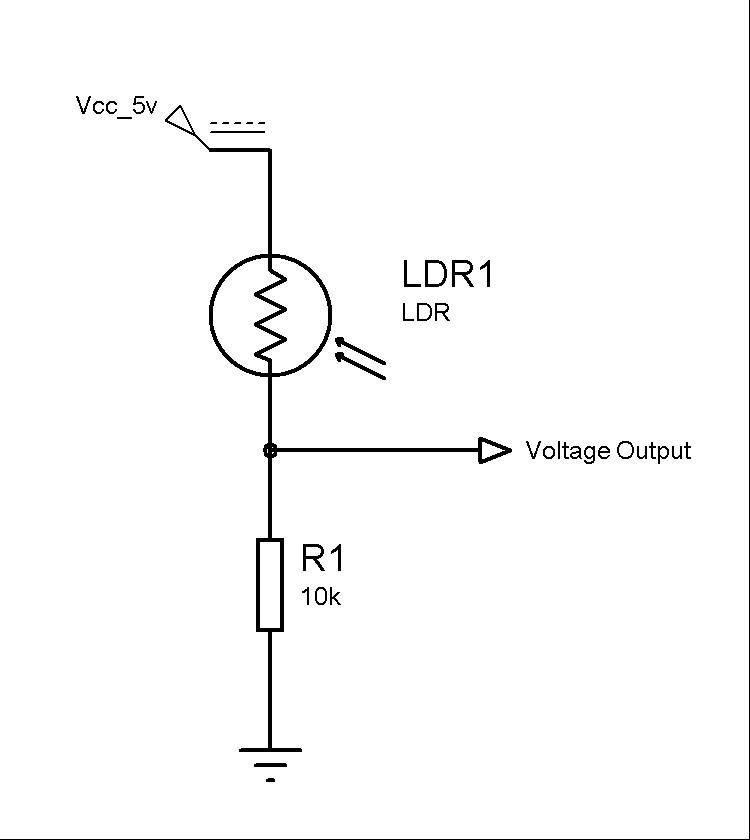 Vcc_5v
LDR1
LDR
Voltage Output
R1
10k